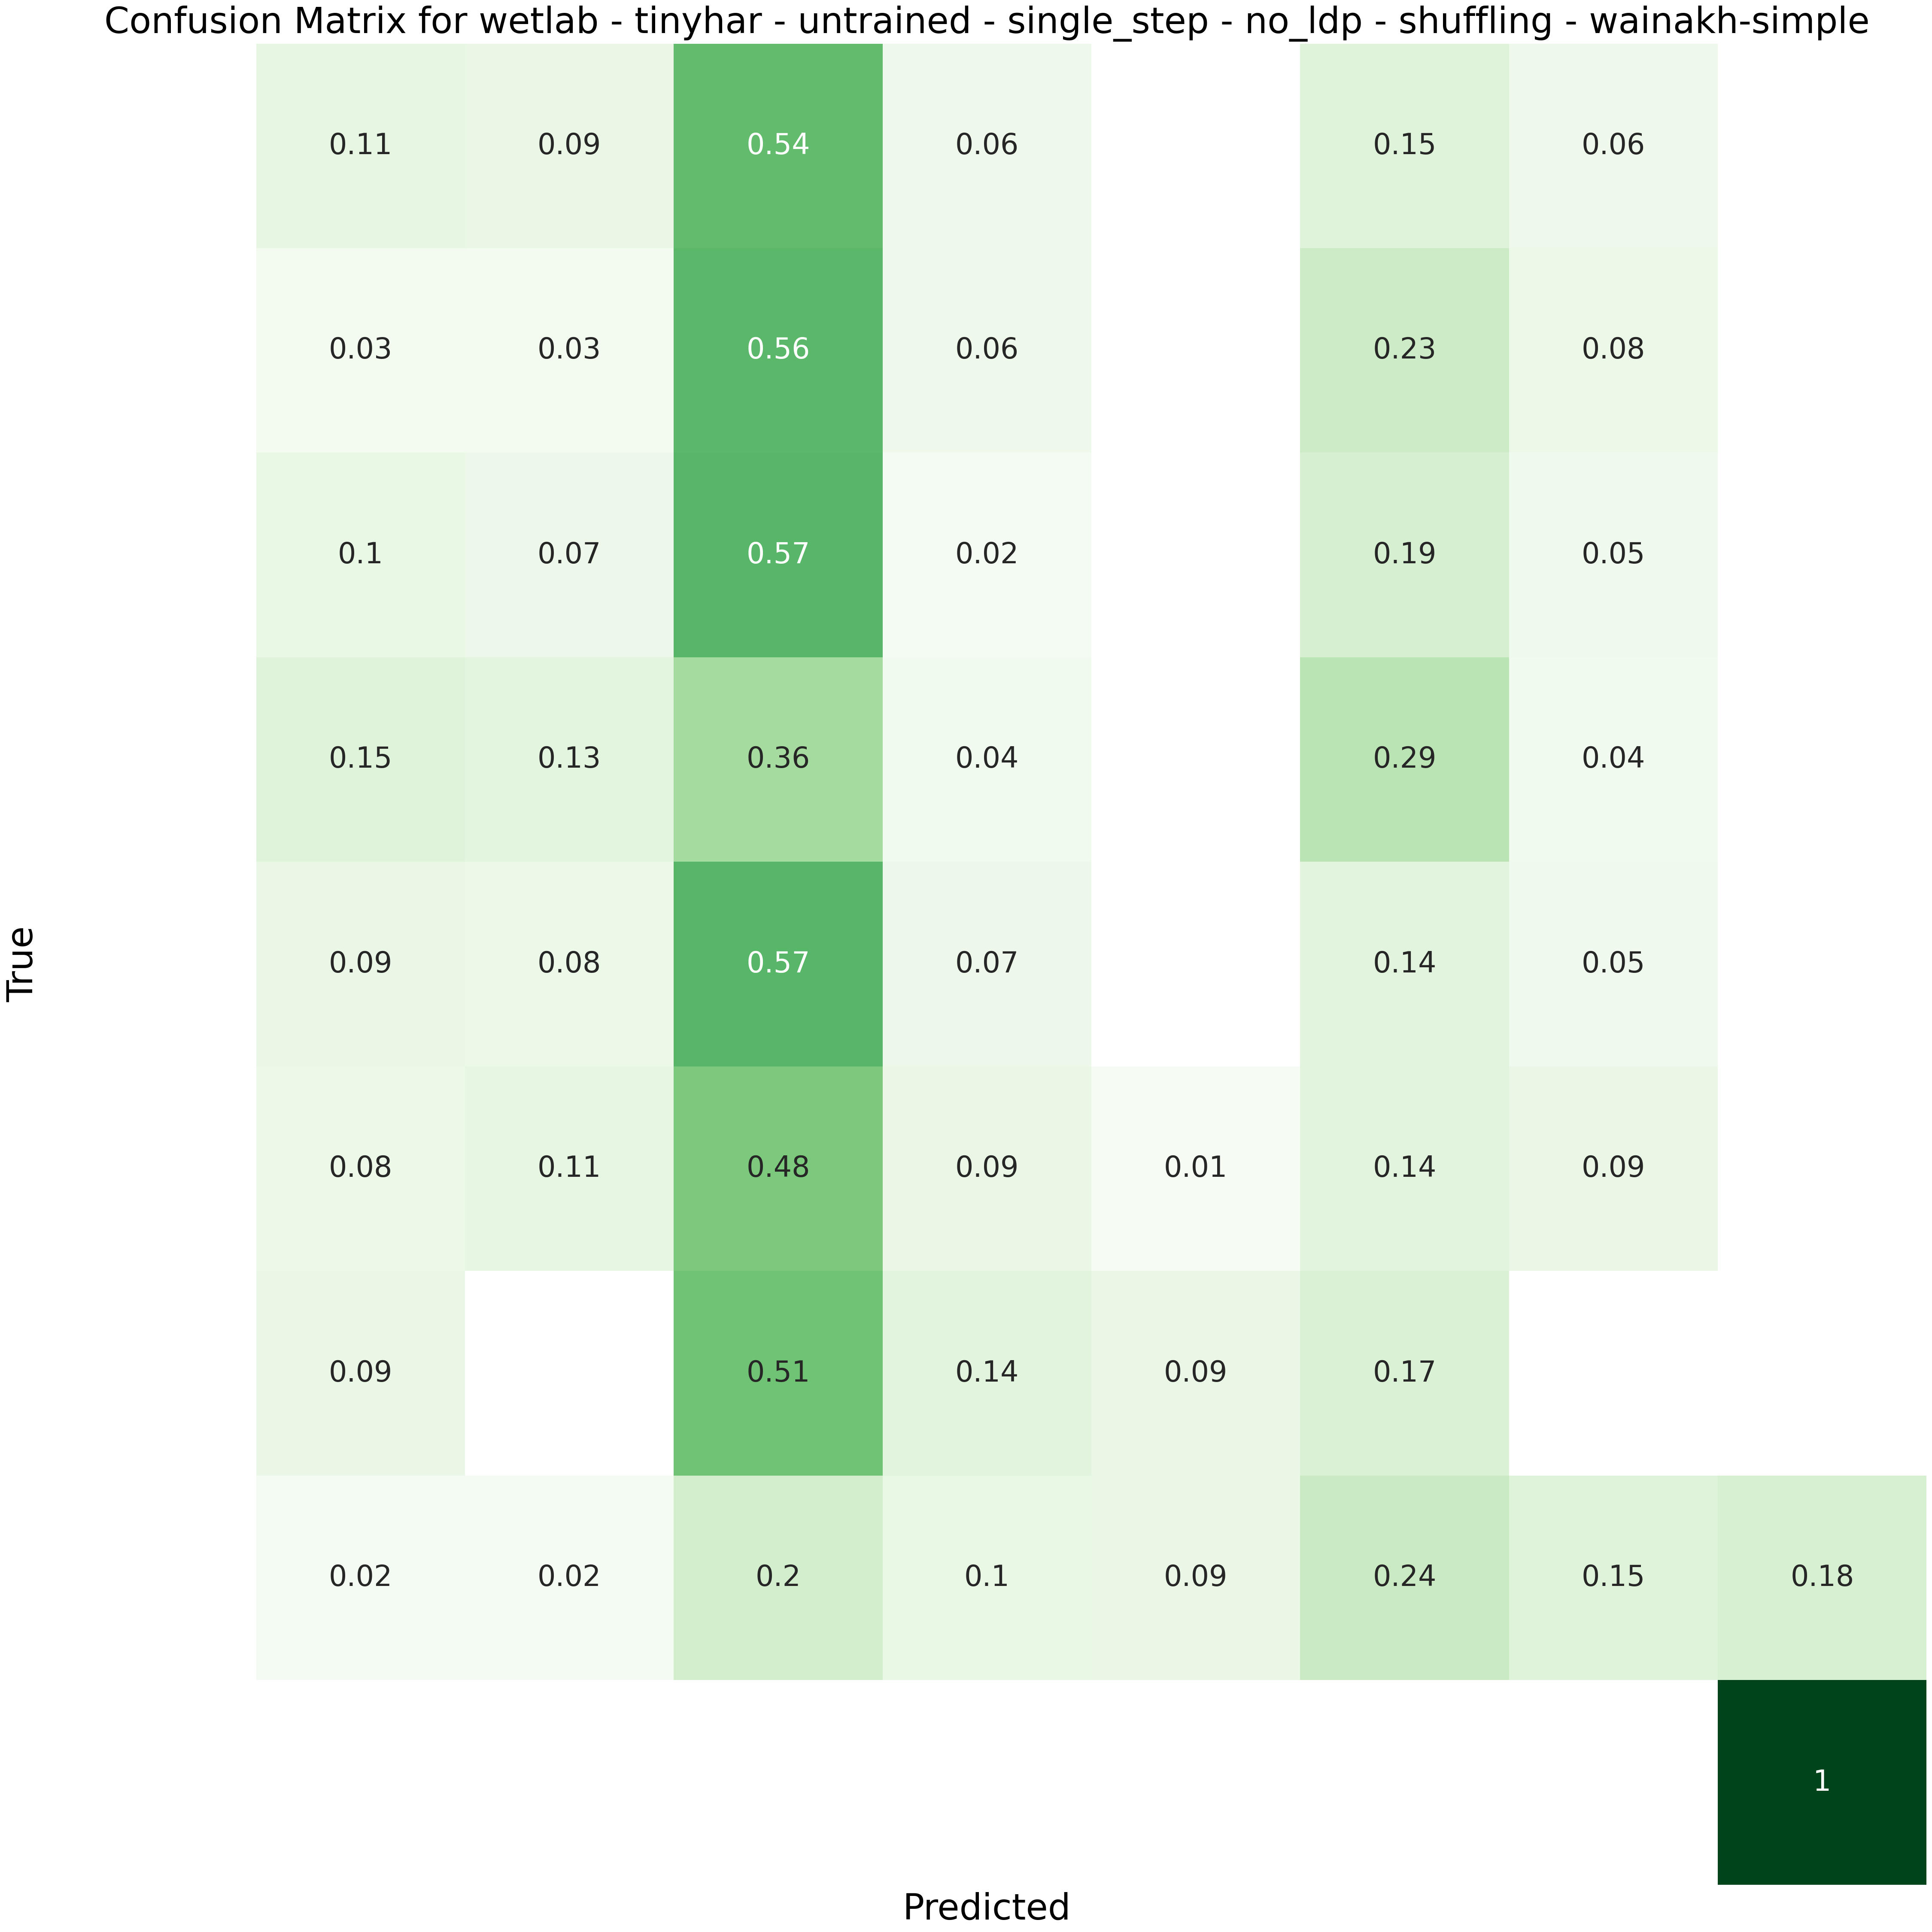 Confusion Matrix for wetlab - tinyhar - untrained - single_step - no_ldp - shuffling - wainakh-simple
0.11 0.09 0.54 0.06 0.15 0.06
0.03 0.03 0.56 0.06 0.23 0.08
0.1 0.07 0.57 0.02 0.19 0.05
0.15 0.13 0.36 0.04 0.29 0.04
True
0.09 0.08 0.57 0.07 0.14 0.05
0.08 0.11 0.48 0.09 0.01 0.14 0.09
0.09 0.51 0.14 0.09 0.17
0.02 0.02 0.2 0.1 0.09 0.24 0.15 0.18
1
Predicted